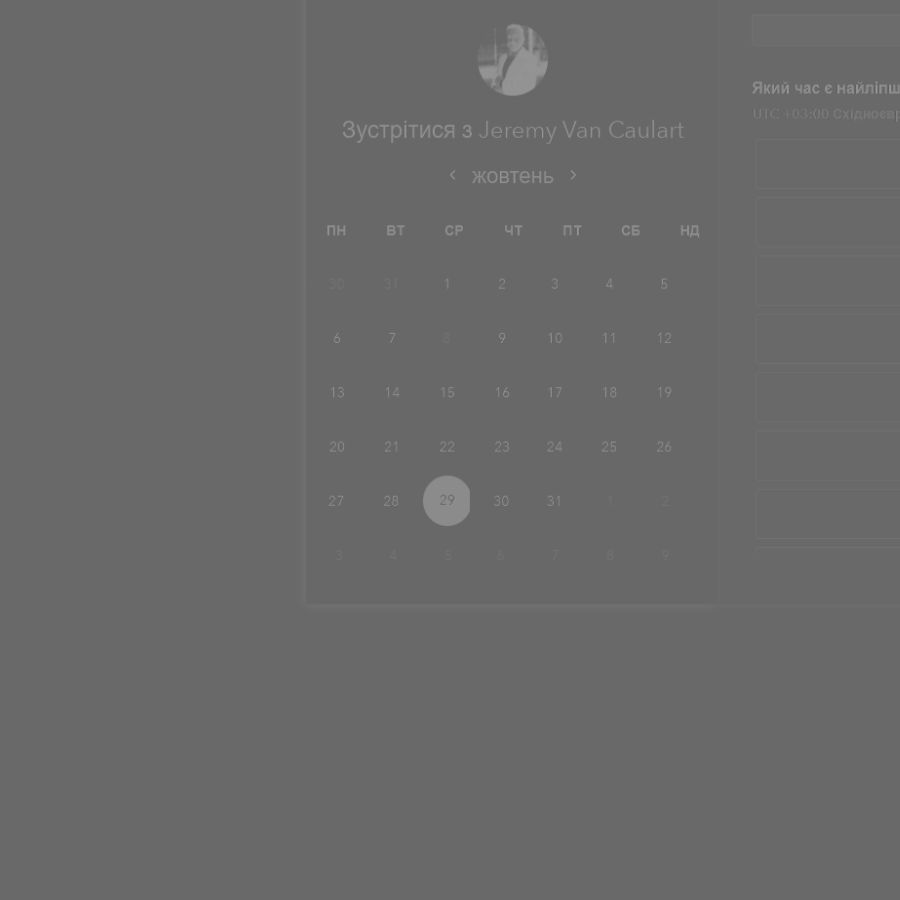 Зустрітися з Jeremy Van Caulart
жовтень
ПН ВТ СР ЧТ ПТ СБ НД
30 31 1 2 3 4 5
6 7 8 9 10 11 12
13 14 15 16 17 18 19
20 21 22 23 24 25 26
27 28 29 30 31 1 2
3 4 5 6 7 8 9
Який час є найліпш
UTC +03:00 Східноєвр